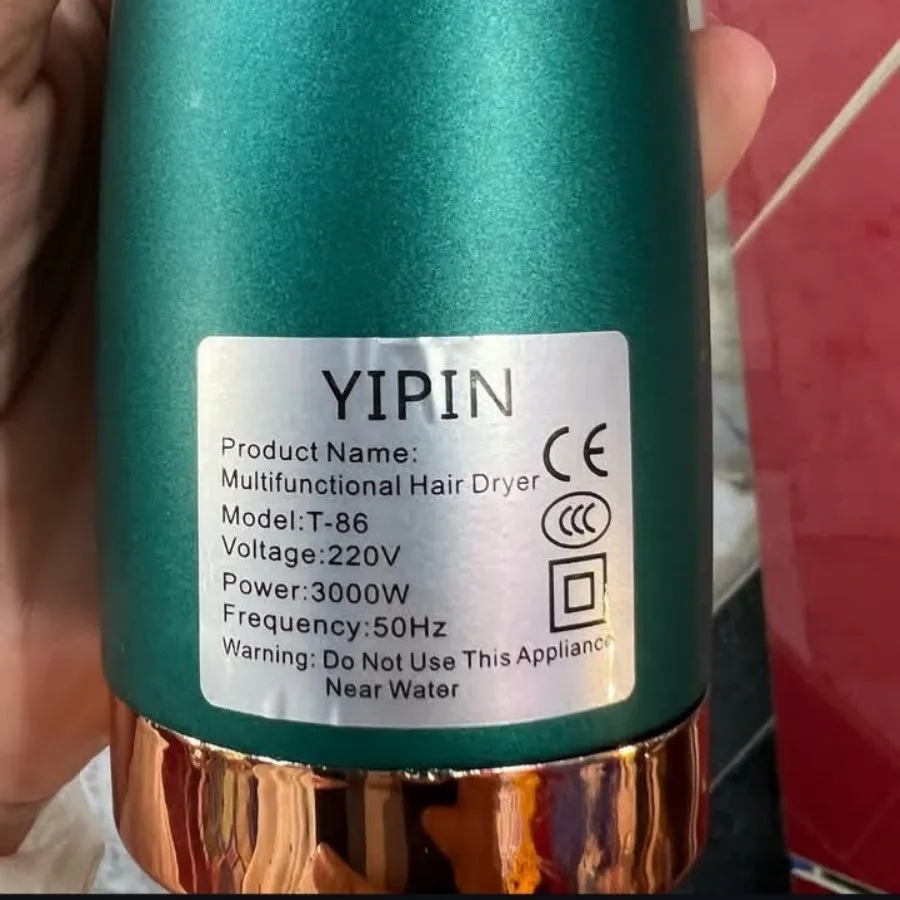 YIPIN
Product Name:
Multifunctional Hair Dryer
Model:T-86
Voltage:220V
Power:3000W
Frequency:50Hz
Warning: Do Not Use This Appliance
Near Water
CE
CCC